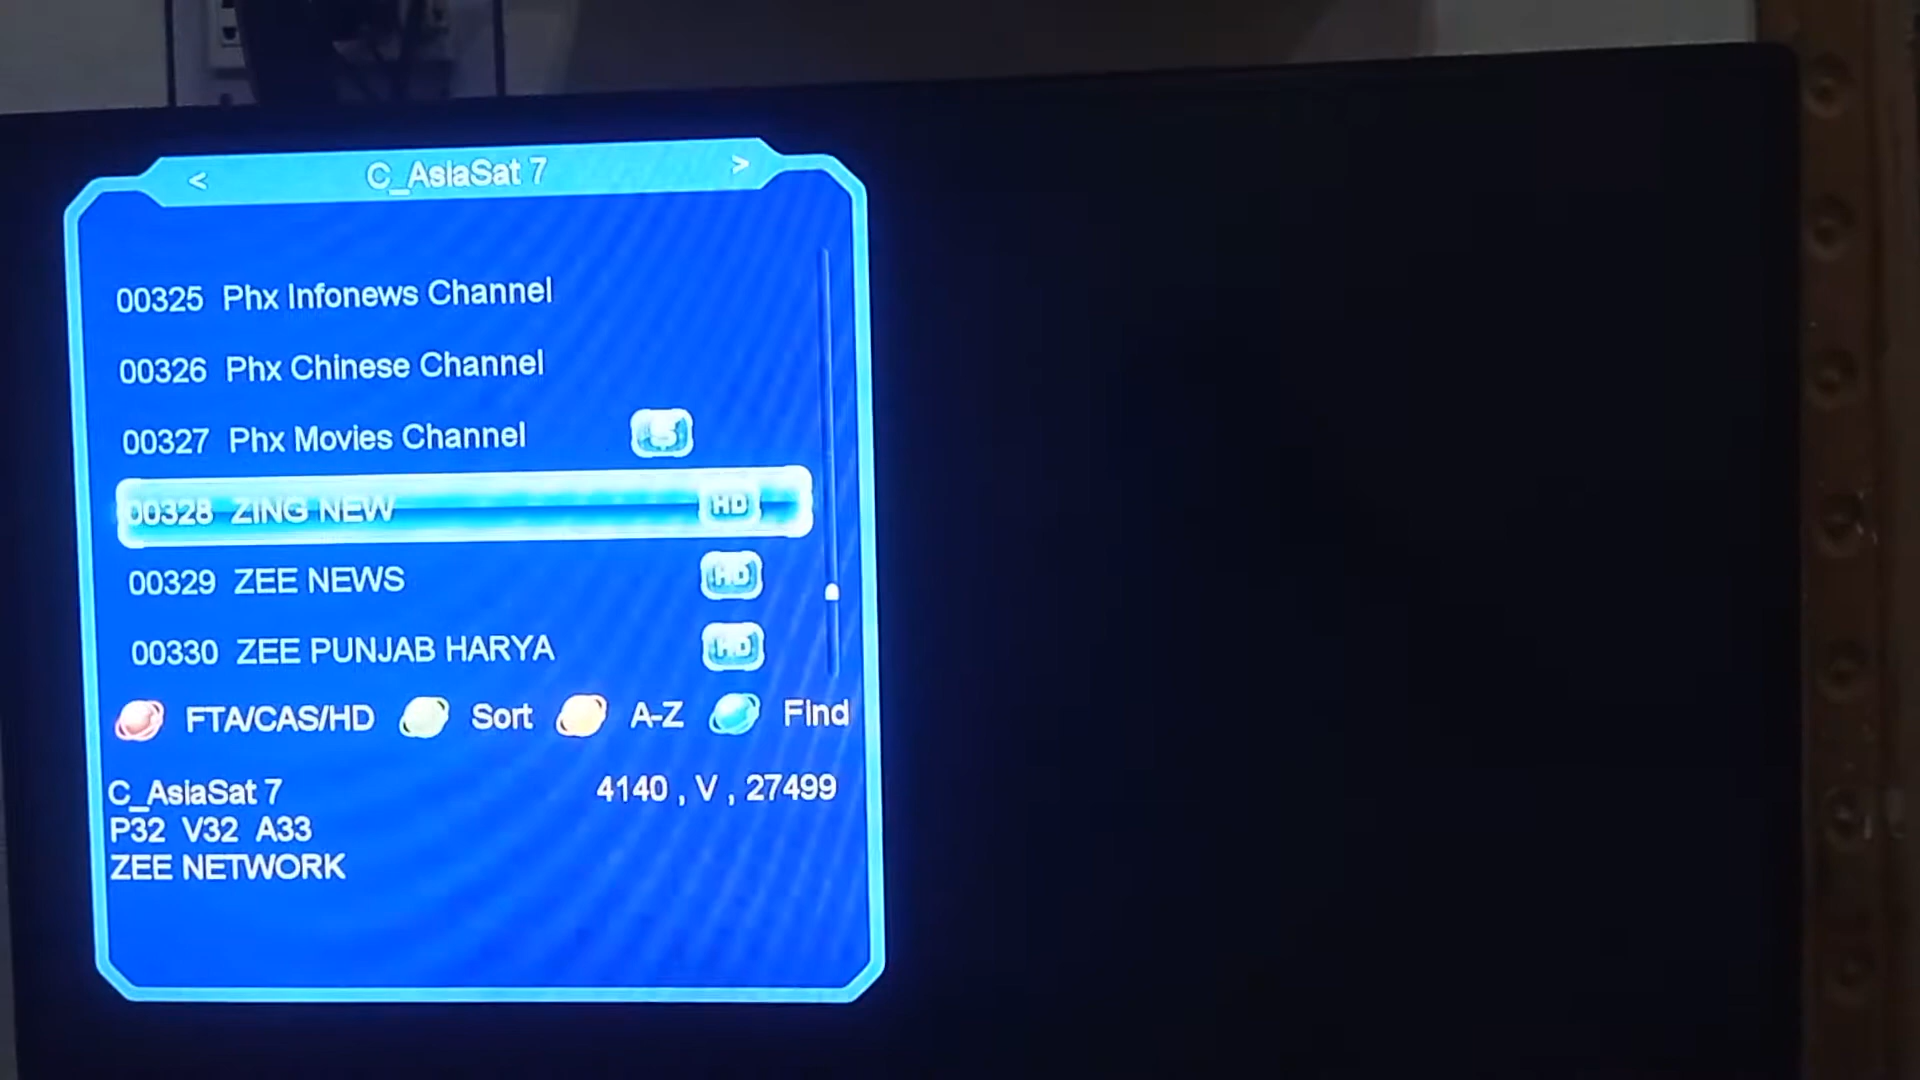 < C_AsiaSat 7 >
00325 Phx Infonews Channel
00326 Phx Chinese Channel
00327 Phx Movies Channel $
00328 ZING NEW HD
00329 ZEE NEWS HD
00330 ZEE PUNJAB HARYA HD
FTA/CAS/HD Sort A-Z Find
C_AsiaSat 7 4140 , V , 27499
P32 V32 A33
ZEE NETWORK